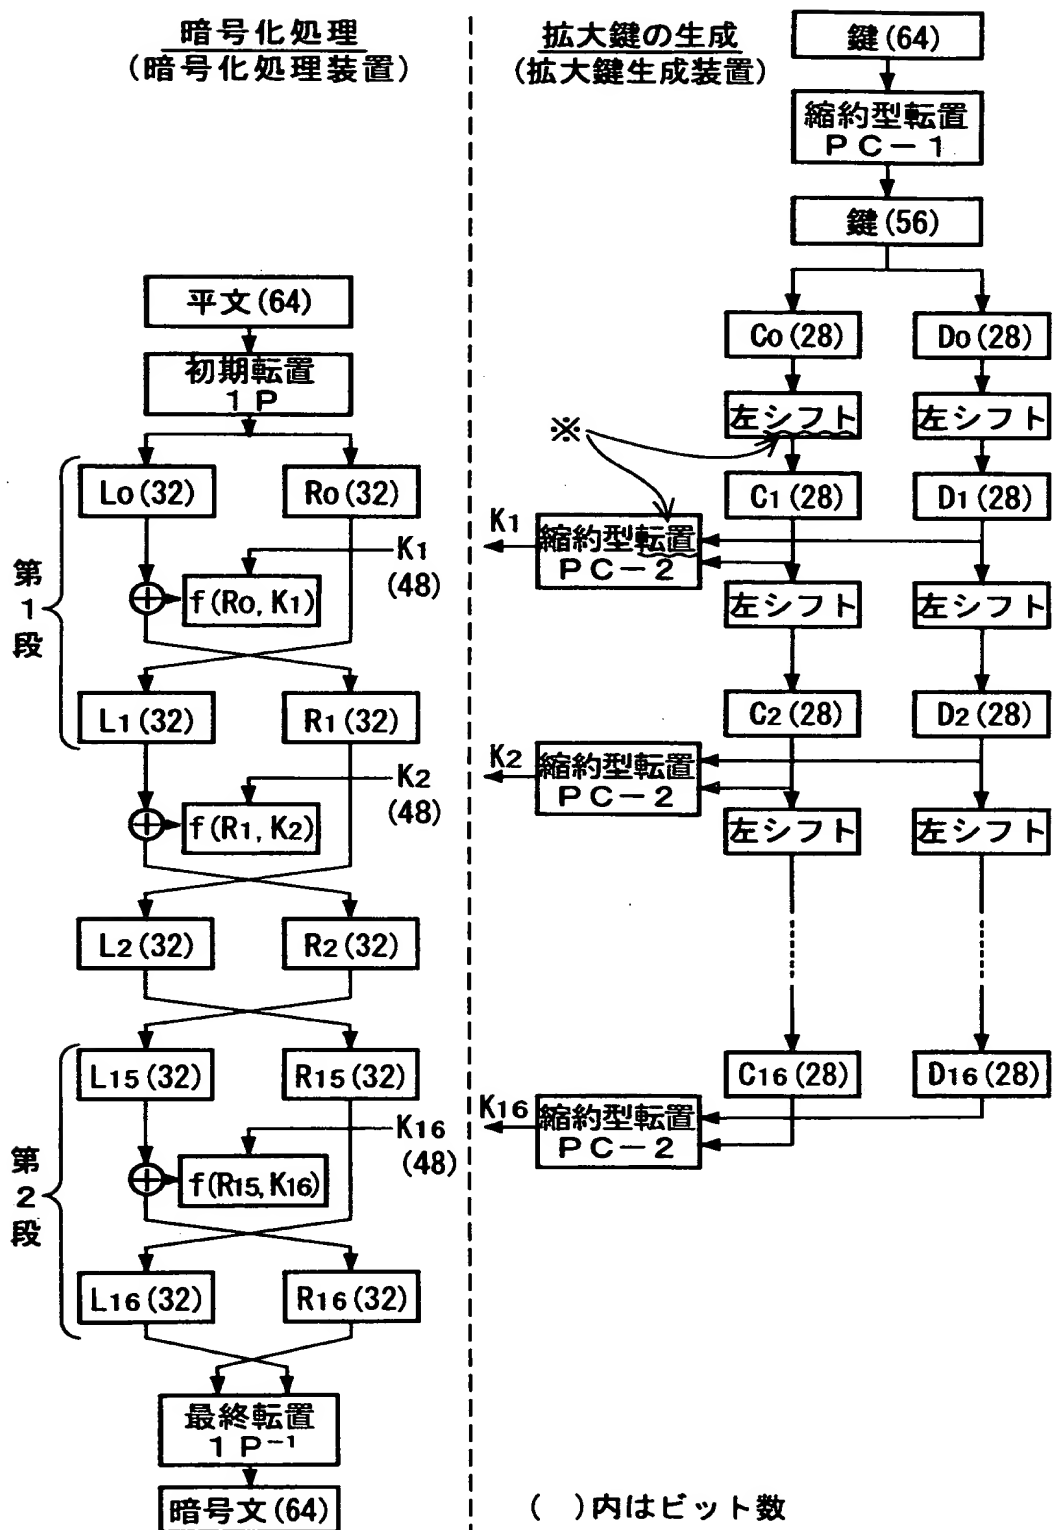 暗号化処理
(暗号化処理装置)
平文(64)
初期転置
1P
L0(32)
R0(32)
第1段
K1
(48)
f(R0,K1)
L1(32)
R1(32)
K2
(48)
f(R1,K2)
L2(32)
R2(32)
L15(32)
R15(32)
第2段
K16
(48)
f(R15,K16)
L16(32)
R16(32)
最終転置
1P-1
暗号文(64)
拡大鍵の生成
(拡大鍵生成装置)
鍵(64)
縮約型転置
PC-1
鍵(56)
C0(28)
D0(28)
左シフト
左シフト
※
C1(28)
D1(28)
K1
縮約型転置
PC-2
左シフト
左シフト
C2(28)
D2(28)
K2
縮約型転置
PC-2
左シフト
左シフト
C16(28)
D16(28)
K16
縮約型転置
PC-2
( )内はビット数